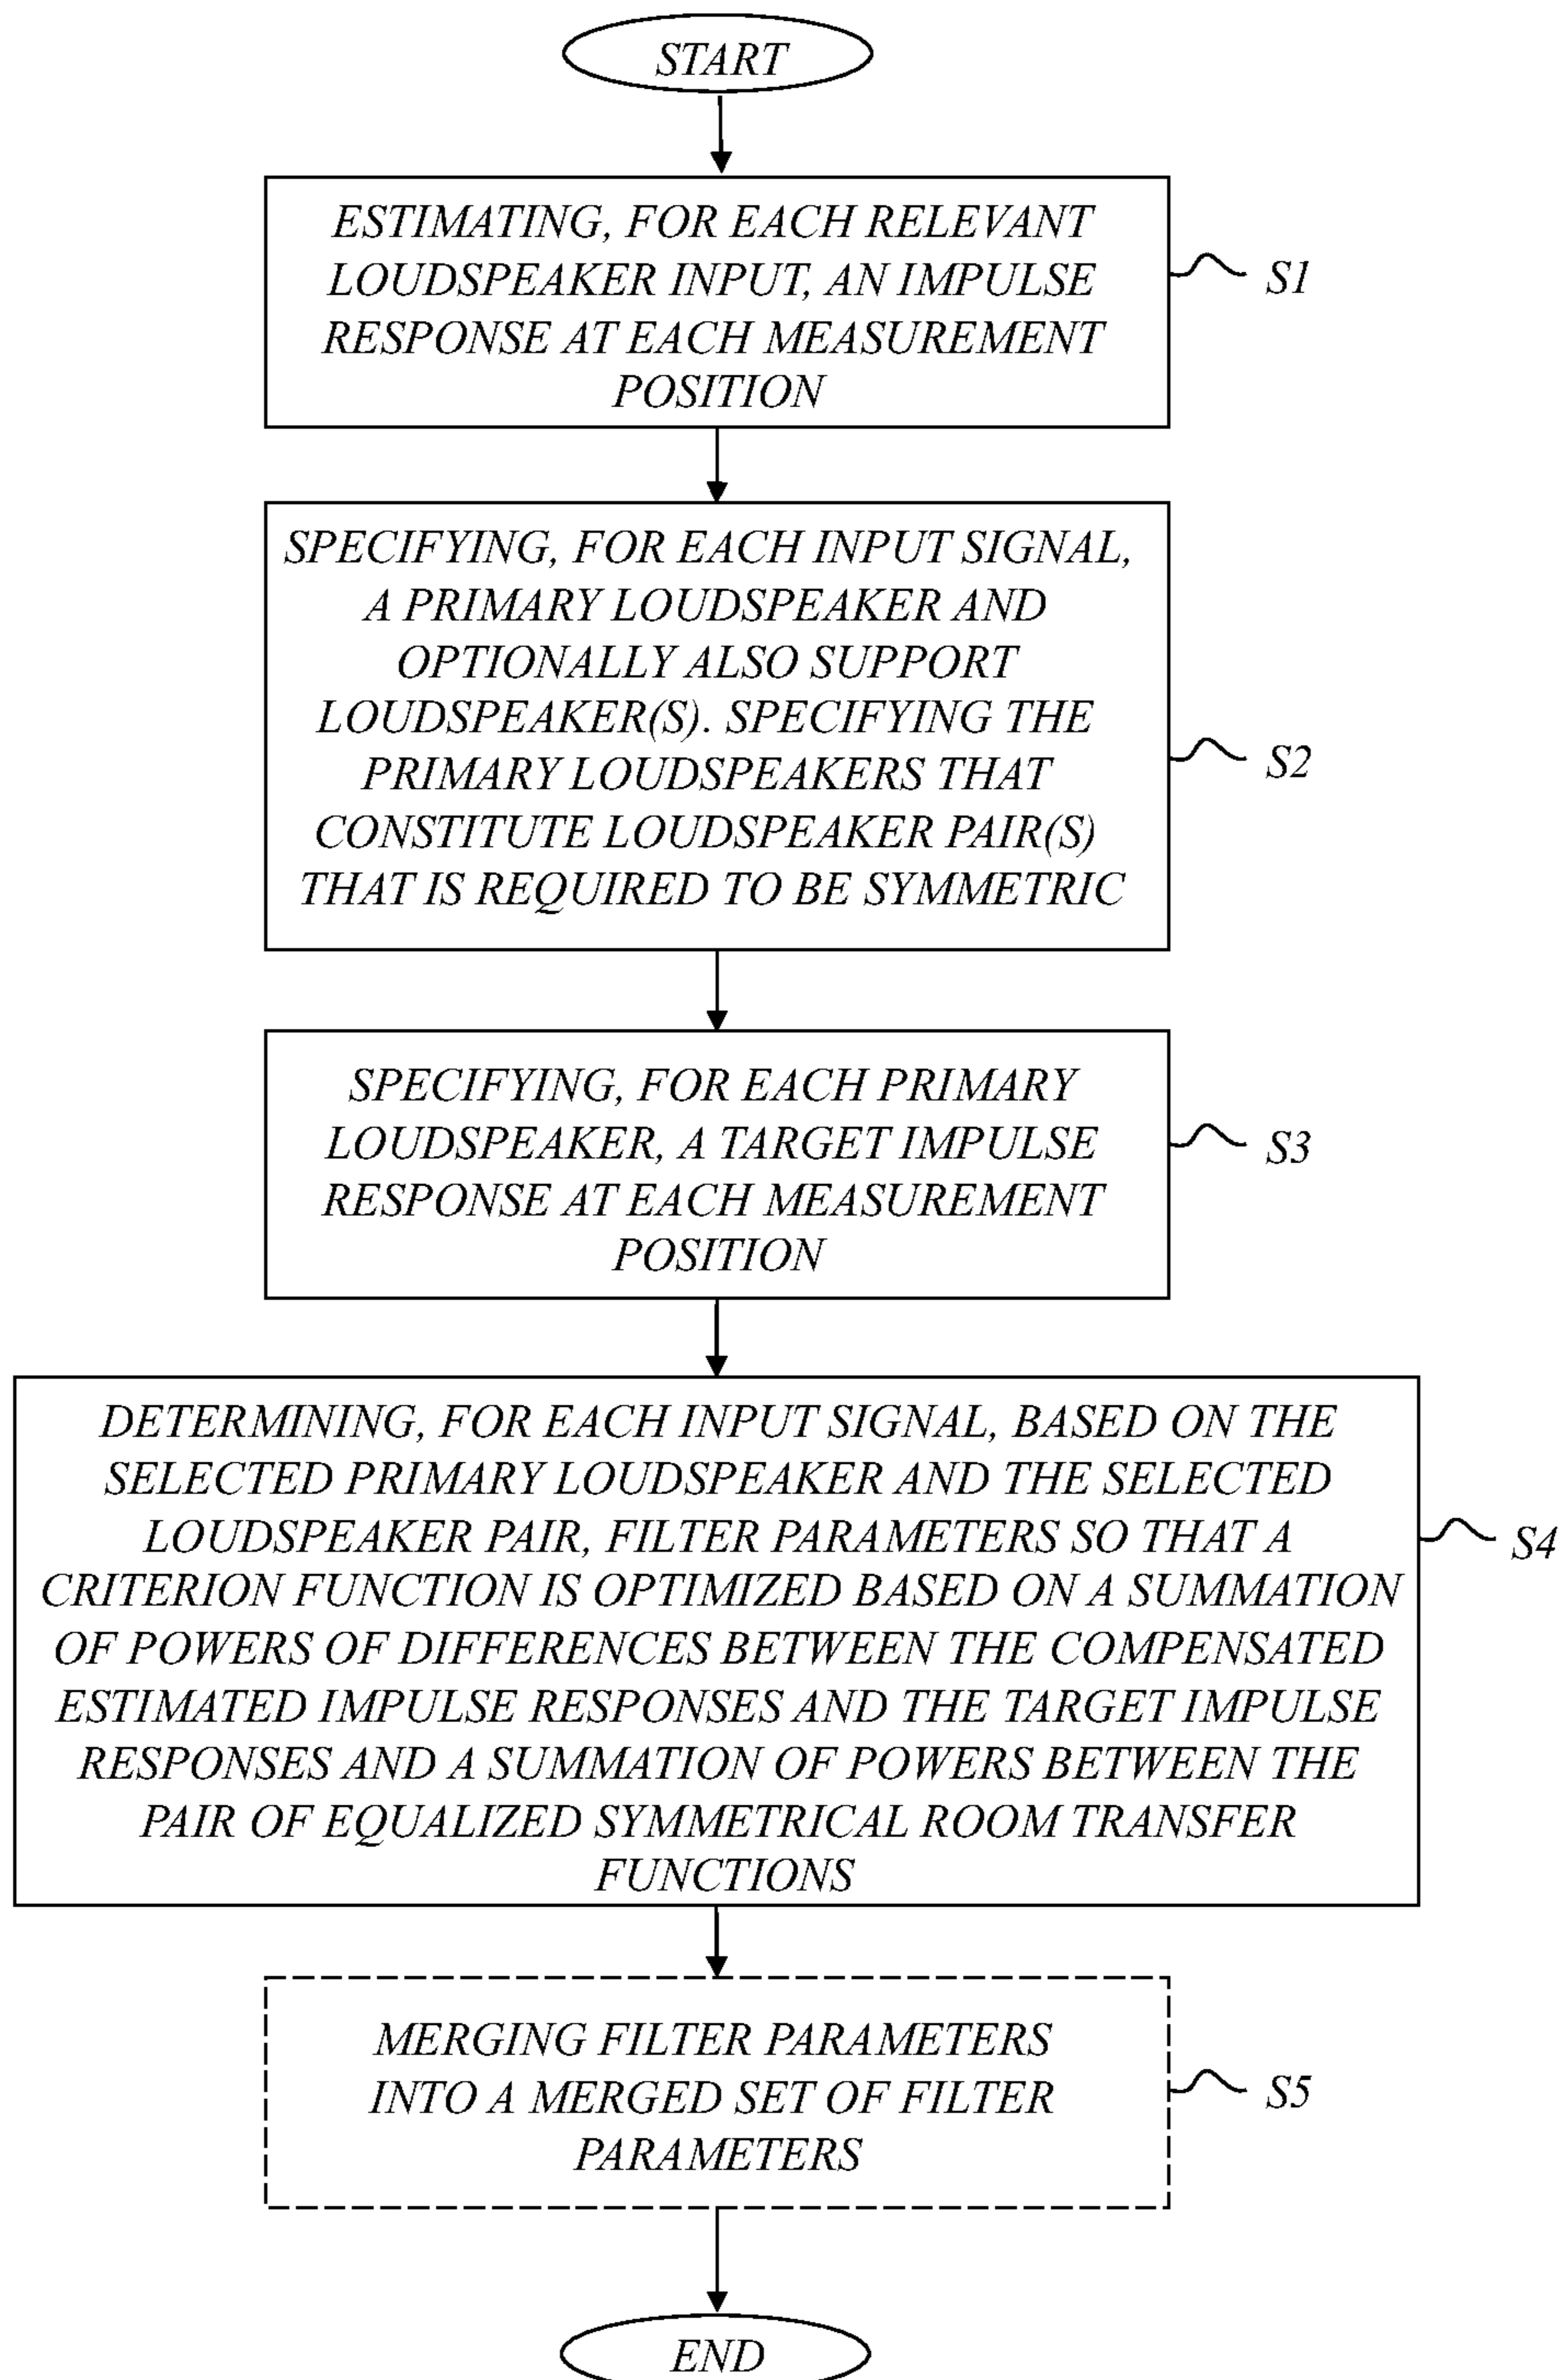 START
ESTIMATING, FOR EACH RELEVANT
LOUDSPEAKER INPUT, AN IMPULSE
RESPONSE AT EACH MEASUREMENT
POSITION
S1
SPECIFYING, FOR EACH INPUT SIGNAL,
A PRIMARY LOUDSPEAKER AND
OPTIONALLY ALSO SUPPORT
LOUDSPEAKER(S). SPECIFYING THE
PRIMARY LOUDSPEAKERS THAT
CONSTITUTE LOUDSPEAKER PAIR(S)
THAT IS REQUIRED TO BE SYMMETRIC
S2
SPECIFYING, FOR EACH PRIMARY
LOUDSPEAKER, A TARGET IMPULSE
RESPONSE AT EACH MEASUREMENT
POSITION
S3
DETERMINING, FOR EACH INPUT SIGNAL, BASED ON THE
SELECTED PRIMARY LOUDSPEAKER AND THE SELECTED
LOUDSPEAKER PAIR, FILTER PARAMETERS SO THAT A
CRITERION FUNCTION IS OPTIMIZED BASED ON A SUMMATION
OF POWERS OF DIFFERENCES BETWEEN THE COMPENSATED
ESTIMATED IMPULSE RESPONSES AND THE TARGET IMPULSE
RESPONSES AND A SUMMATION OF POWERS BETWEEN THE
PAIR OF EQUALIZED SYMMETRICAL ROOM TRANSFER
FUNCTIONS
S4
MERGING FILTER PARAMETERS
INTO A MERGED SET OF FILTER
PARAMETERS
S5
END